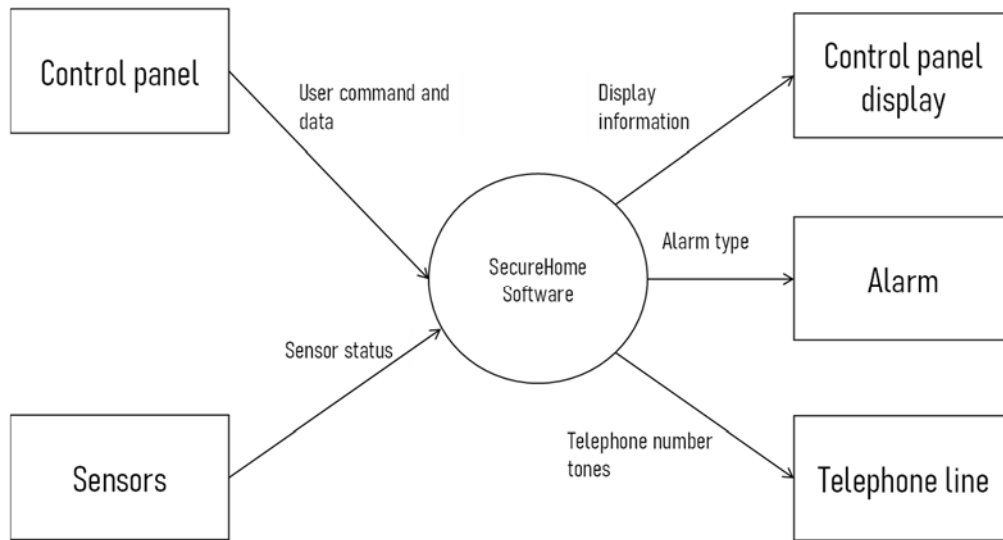 Control panel
User command and
data
Display
information
Control panel
display
SecureHome
Software
Alarm type
Alarm
Sensor status
Sensors
Telephone number
tones
Telephone line